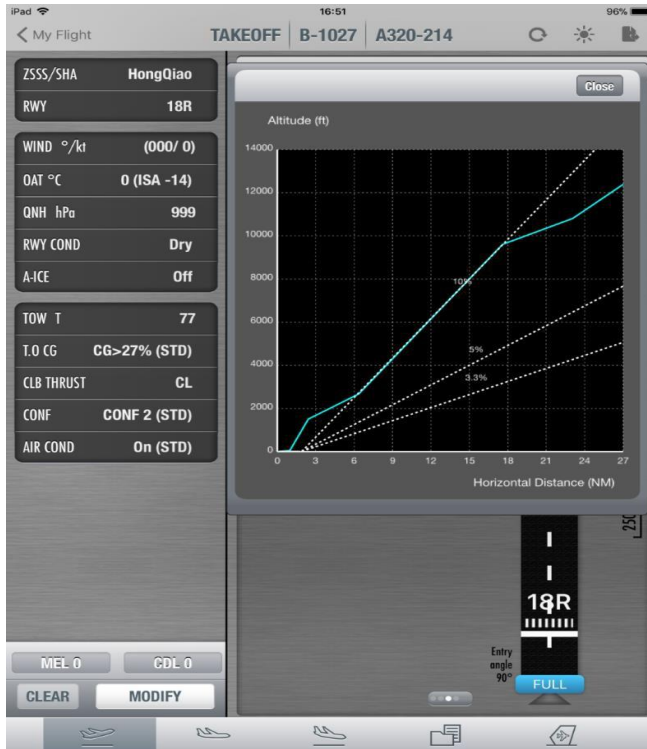 iPad 16:51 96%
My Flight TAKEOFF B-1027 A320-214
ZSSS/SHA HongQiao
RWY 18R
WIND °/kt (000/ 0)
OAT °C 0 (ISA -14)
QNH hPa 999
RWY COND Dry
A-ICE Off
TOW T 77
T.O CG CG>27% (STD)
CLB THRUST CL
CONF CONF 2 (STD)
AIR COND On (STD)
MEL 0 CDL 0
CLEAR MODIFY
Close
Altitude (ft)
14000
12000
10000
8000
6000
4000
2000
0
10%
5%
3.3%
0 3 6 9 12 15 18 21 24 27
Horizontal Distance (NM)
18R
Entry
angle
90°
FULL